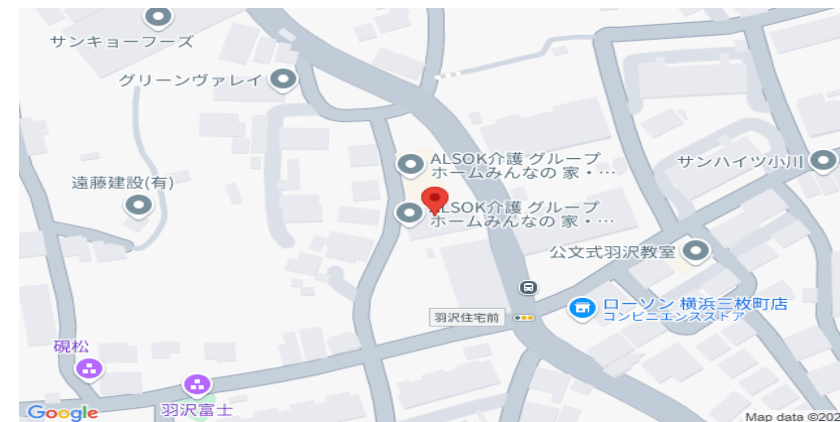 サンキョーフーズ
グリーンヴァレイ
ALSOK介護 グループ
ホームみんなの 家・…
サンハイツ小川
遠藤建設(有)
ALSOK介護 グループ
ホームみんなの 家・…
公文式羽沢教室
ローソン 横浜三枚町店
コンビニエンスストア
羽沢住宅前
硯松
羽沢富士
Google
Map data ©202